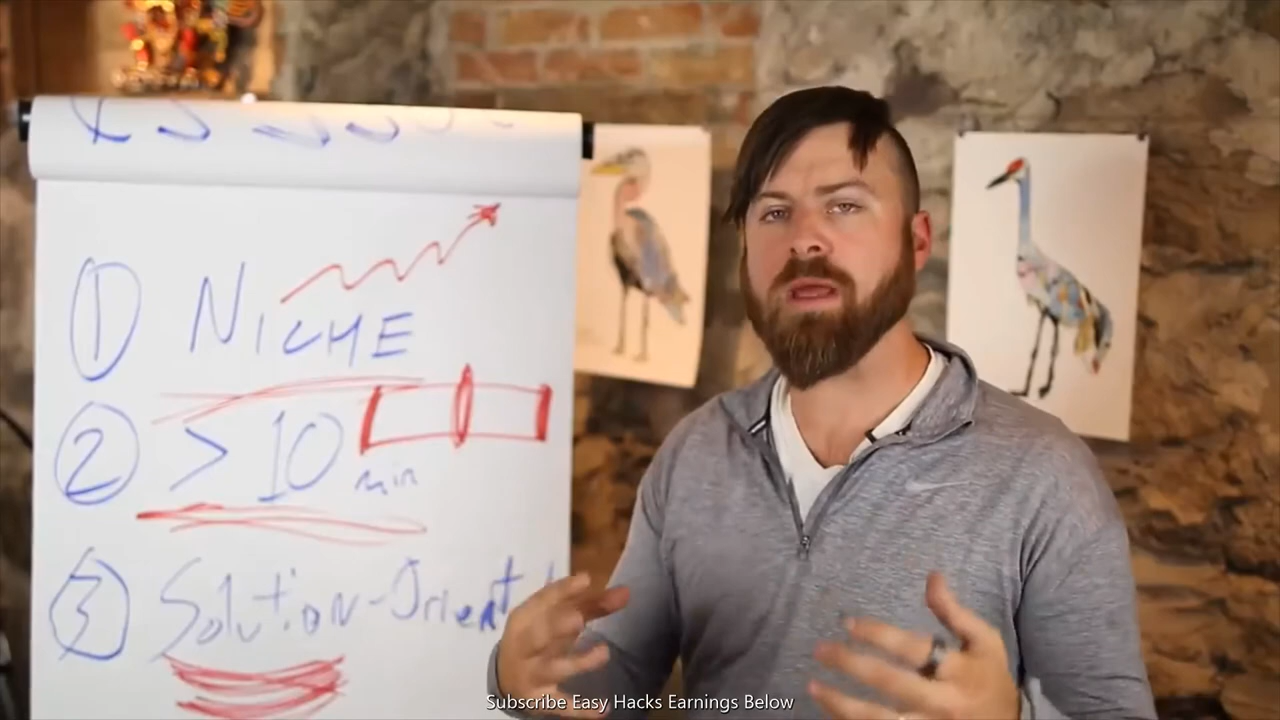 ① NICHE
② > 10 min
③ Solution-Orient
Subscribe Easy Hacks Earnings Below